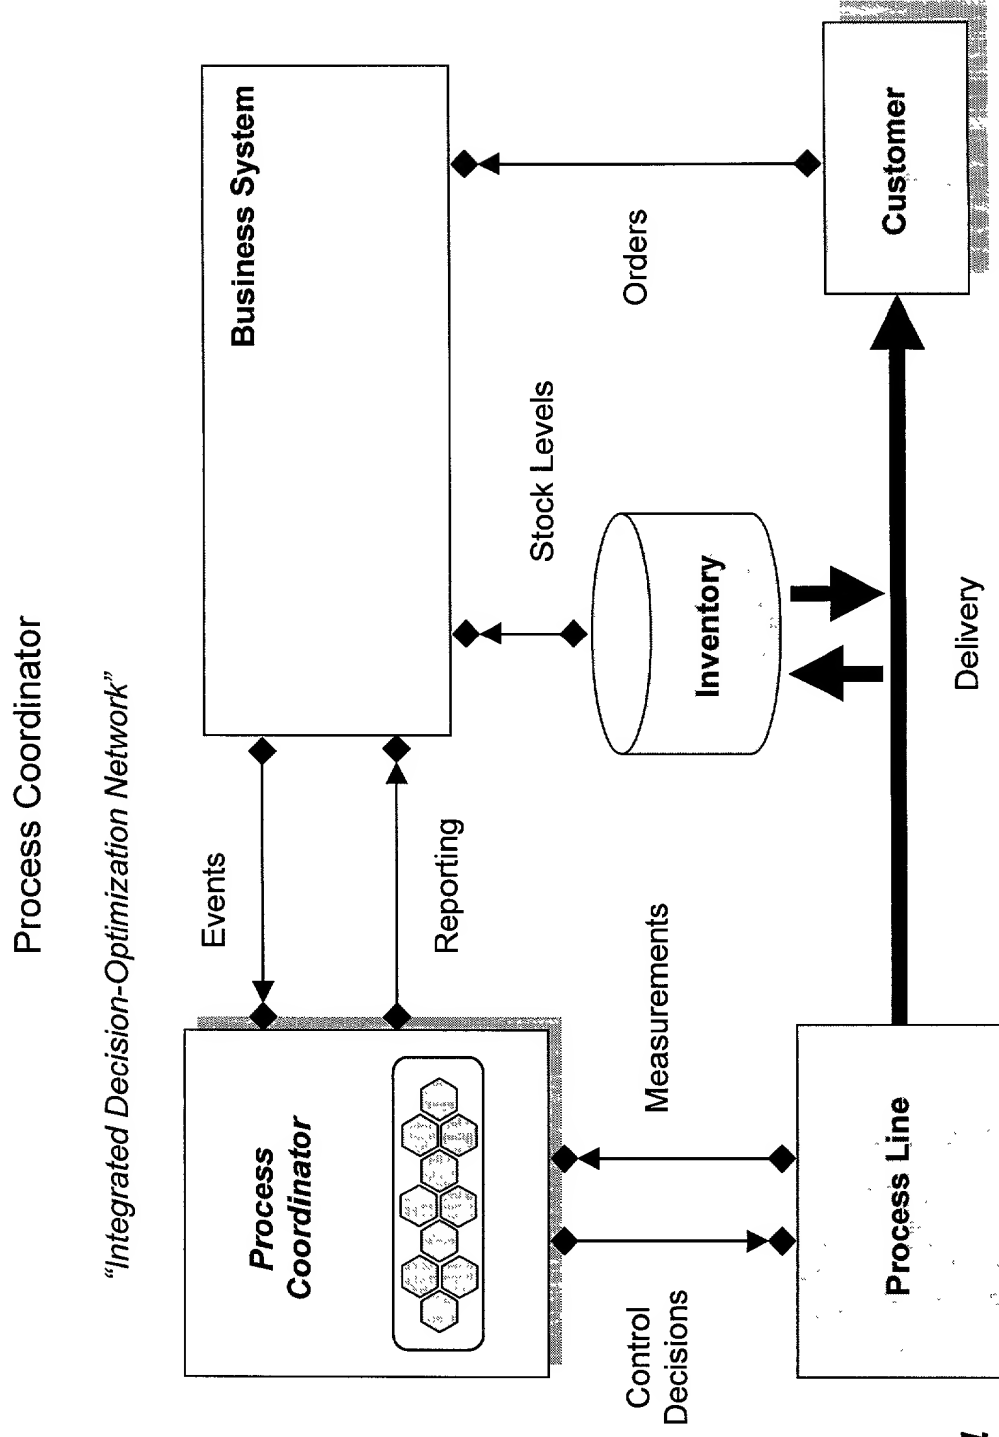 Process Coordinator
“Integrated Decision-Optimization Network”
Process
Coordinator
Events
Reporting
Business System
Control
Decisions
Measurements
Stock Levels
Orders
Inventory
Process Line
Delivery
Customer